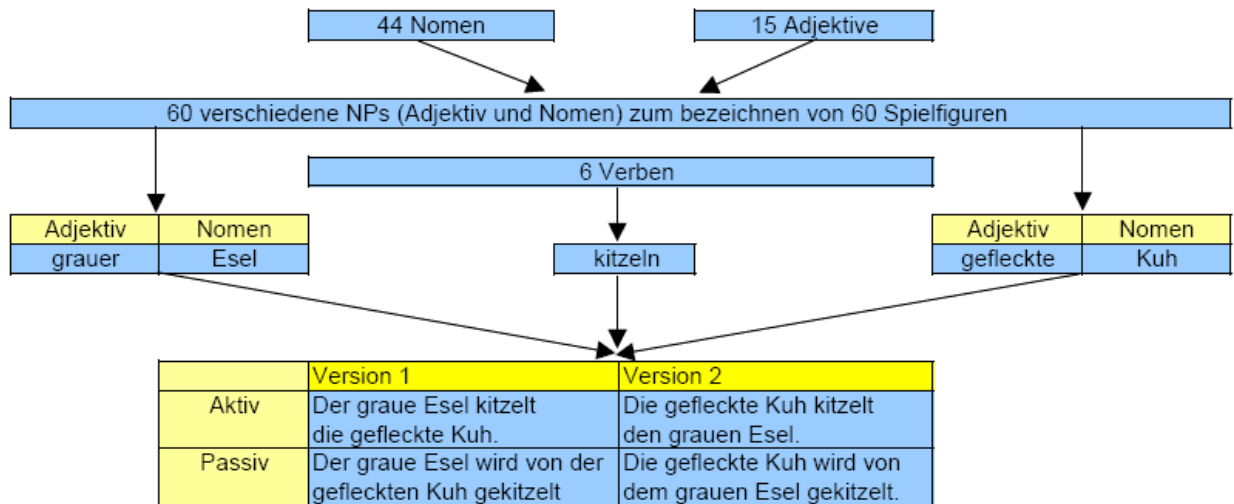 44 Nomen
15 Adjektive
60 verschiedene NPs (Adjektiv und Nomen) zum bezeichnen von 60 Spielfiguren
6 Verben
Adjektiv Nomen
grauer Esel
kitzeln
Adjektiv Nomen
gefleckte Kuh
Version 1 Version 2
Aktiv
Der graue Esel kitzelt
die gefleckte Kuh.
Die gefleckte Kuh kitzelt
den grauen Esel.
Passiv
Der graue Esel wird von der
gefleckten Kuh gekitzelt
Die gefleckte Kuh wird von
dem grauen Esel gekitzelt.